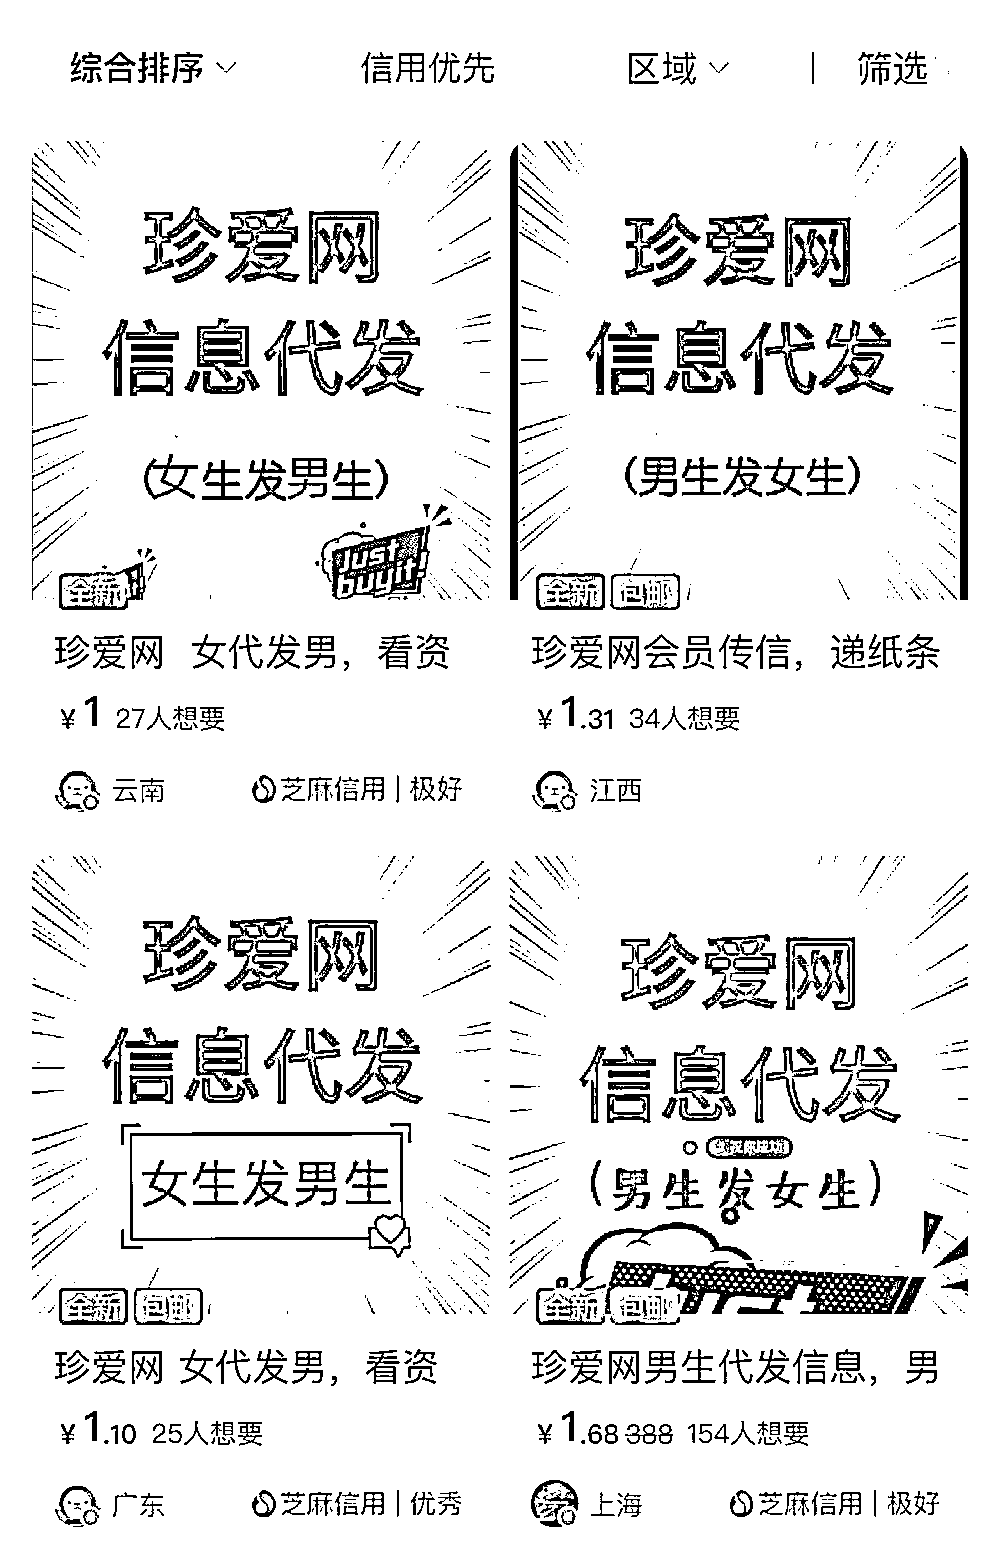 综合排序 信用优先 区域 | 筛选
珍爱网
信息代发
(女生发男生)
just
buy it!
全新
珍爱网 女代发男，看资
¥1 27人想要
云南 芝麻信用|极好
珍爱网
信息代发
(男生发女生)
全新 包邮
珍爱网会员传信，递纸条
¥1.31 34人想要
江西
珍爱网
信息代发
女生发男生
全新 包邮
珍爱网 女代发男，看资
¥1.10 25人想要
广东 芝麻信用|优秀
珍爱网
信息代发
(男生发女生)
全新 包邮
珍爱网男生代发信息，男
¥1.68 388 154人想要
上海 芝麻信用|极好